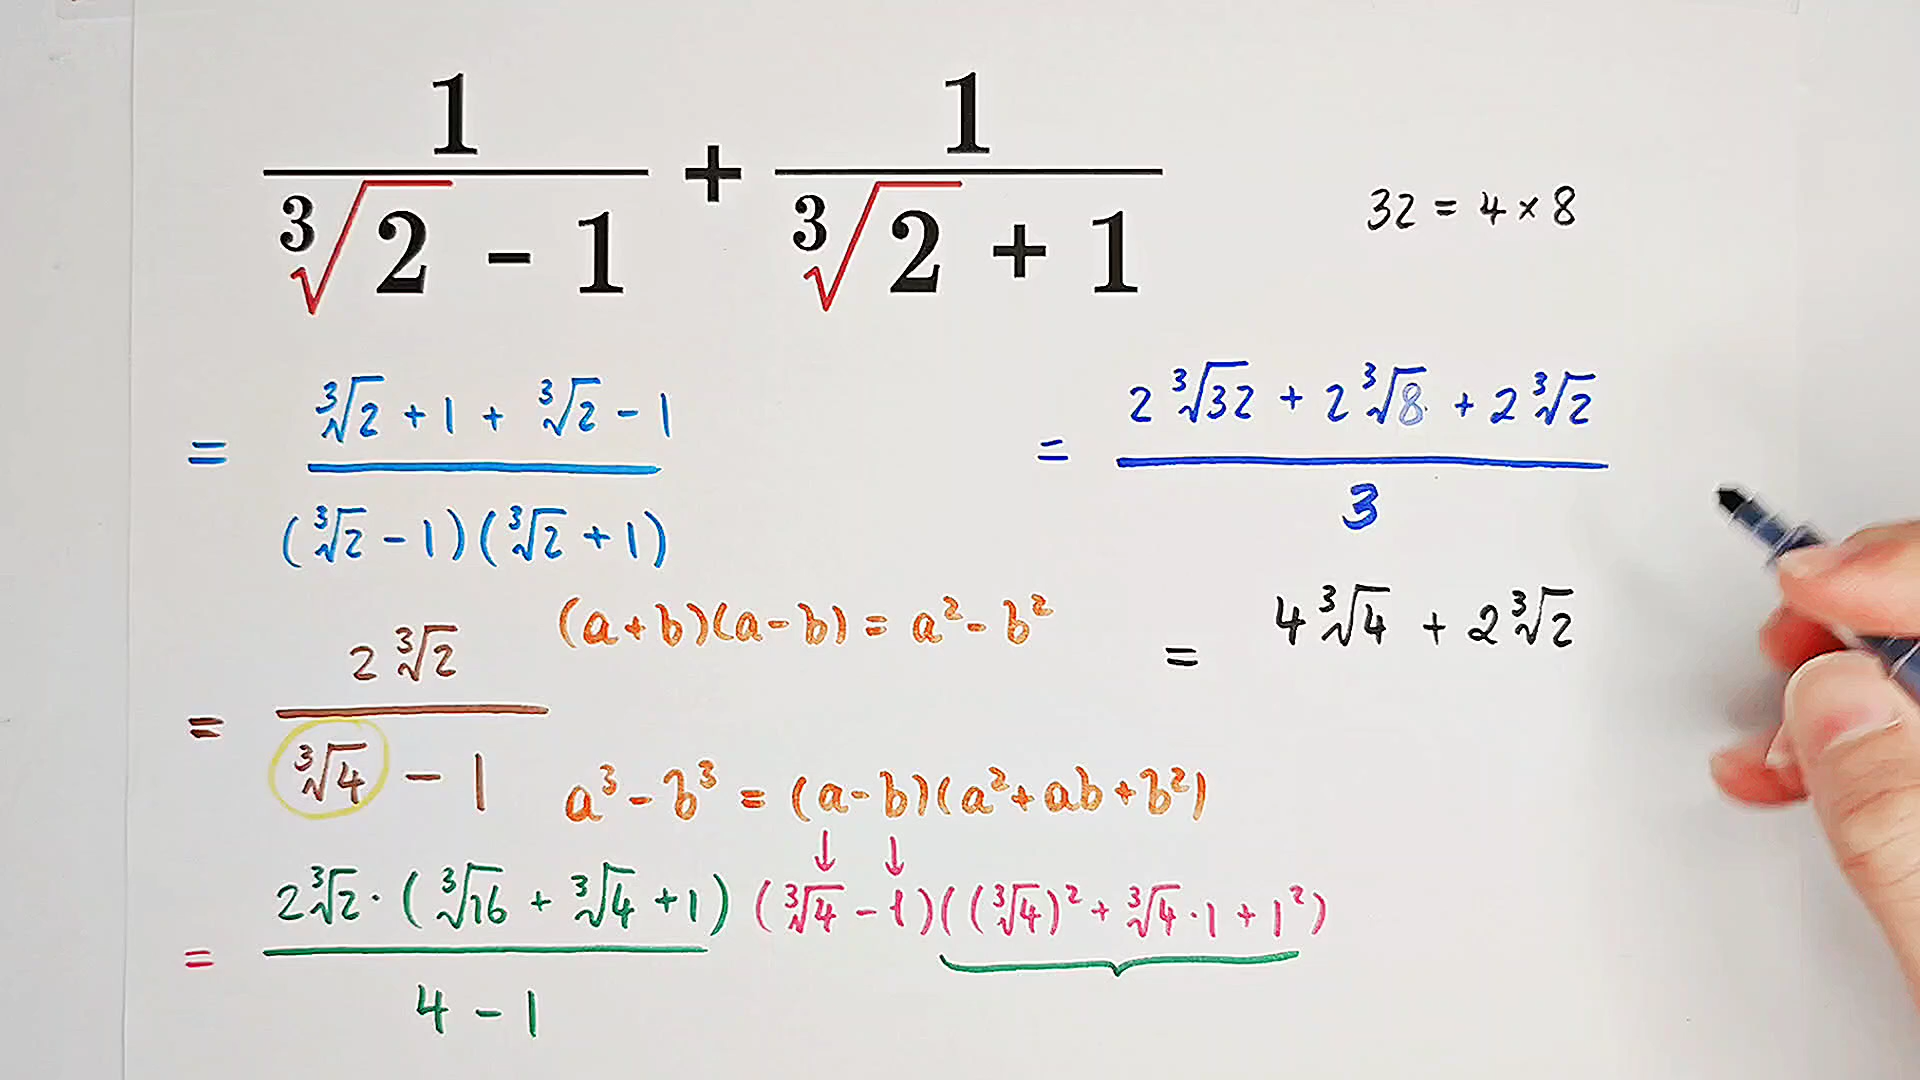 1/(∛2 - 1) + 1/(∛2 + 1)
32 = 4 × 8
= (∛2 + 1 + ∛2 - 1)/((∛2 - 1)(∛2 + 1))
(a+b)(a-b) = a² - b²
= 2∛2/(∛4 - 1)
a³ - b³ = (a-b)(a²+ab+b²)
↓ ↓
(∛4 - 1)((∛4)² + ∛4·1 + 1²)
= 2∛2·(∛16 + ∛4 + 1)/(4 - 1)
= (2∛32 + 2∛8 + 2∛2)/3
= 4∛4 + 2∛2